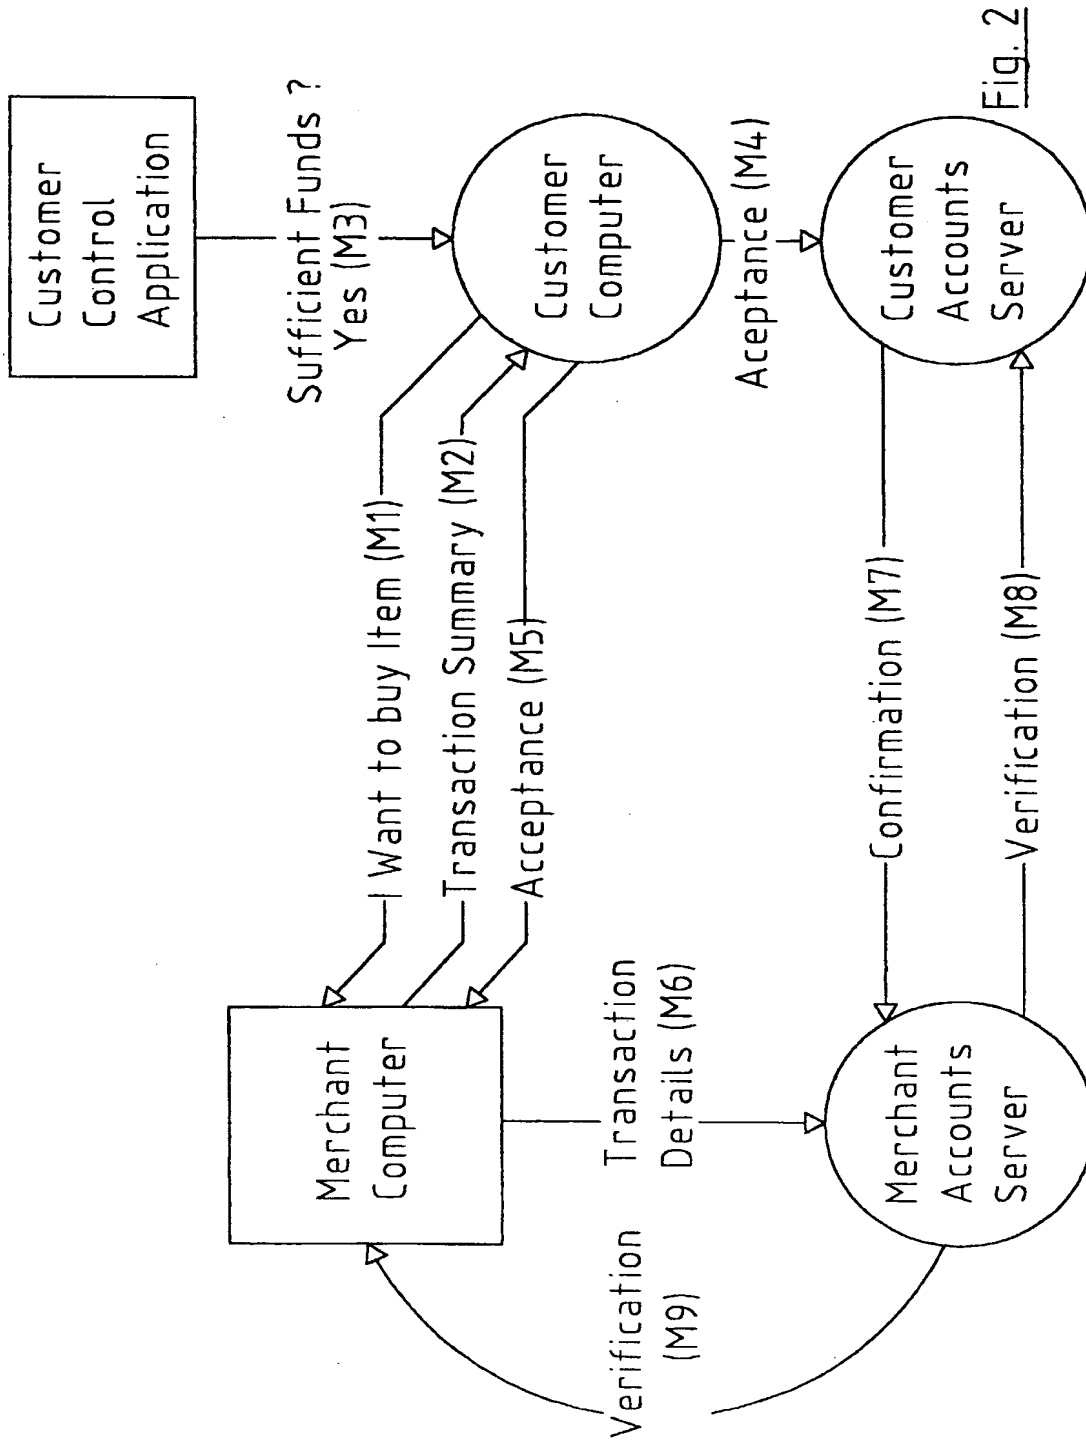 Customer
Control
Application
Sufficient Funds ?
Yes (M3)
I Want to buy Item (M1)
Transaction Summary (M2)
Acceptance (M5)
Customer
Computer
Merchant
Computer
Aceptance (M4)
Transaction
Details (M6)
Verification
(M9)
Customer
Accounts
Server
Confirmation (M7)
Verification (M8)
Merchant
Accounts
Server
Fig. 2